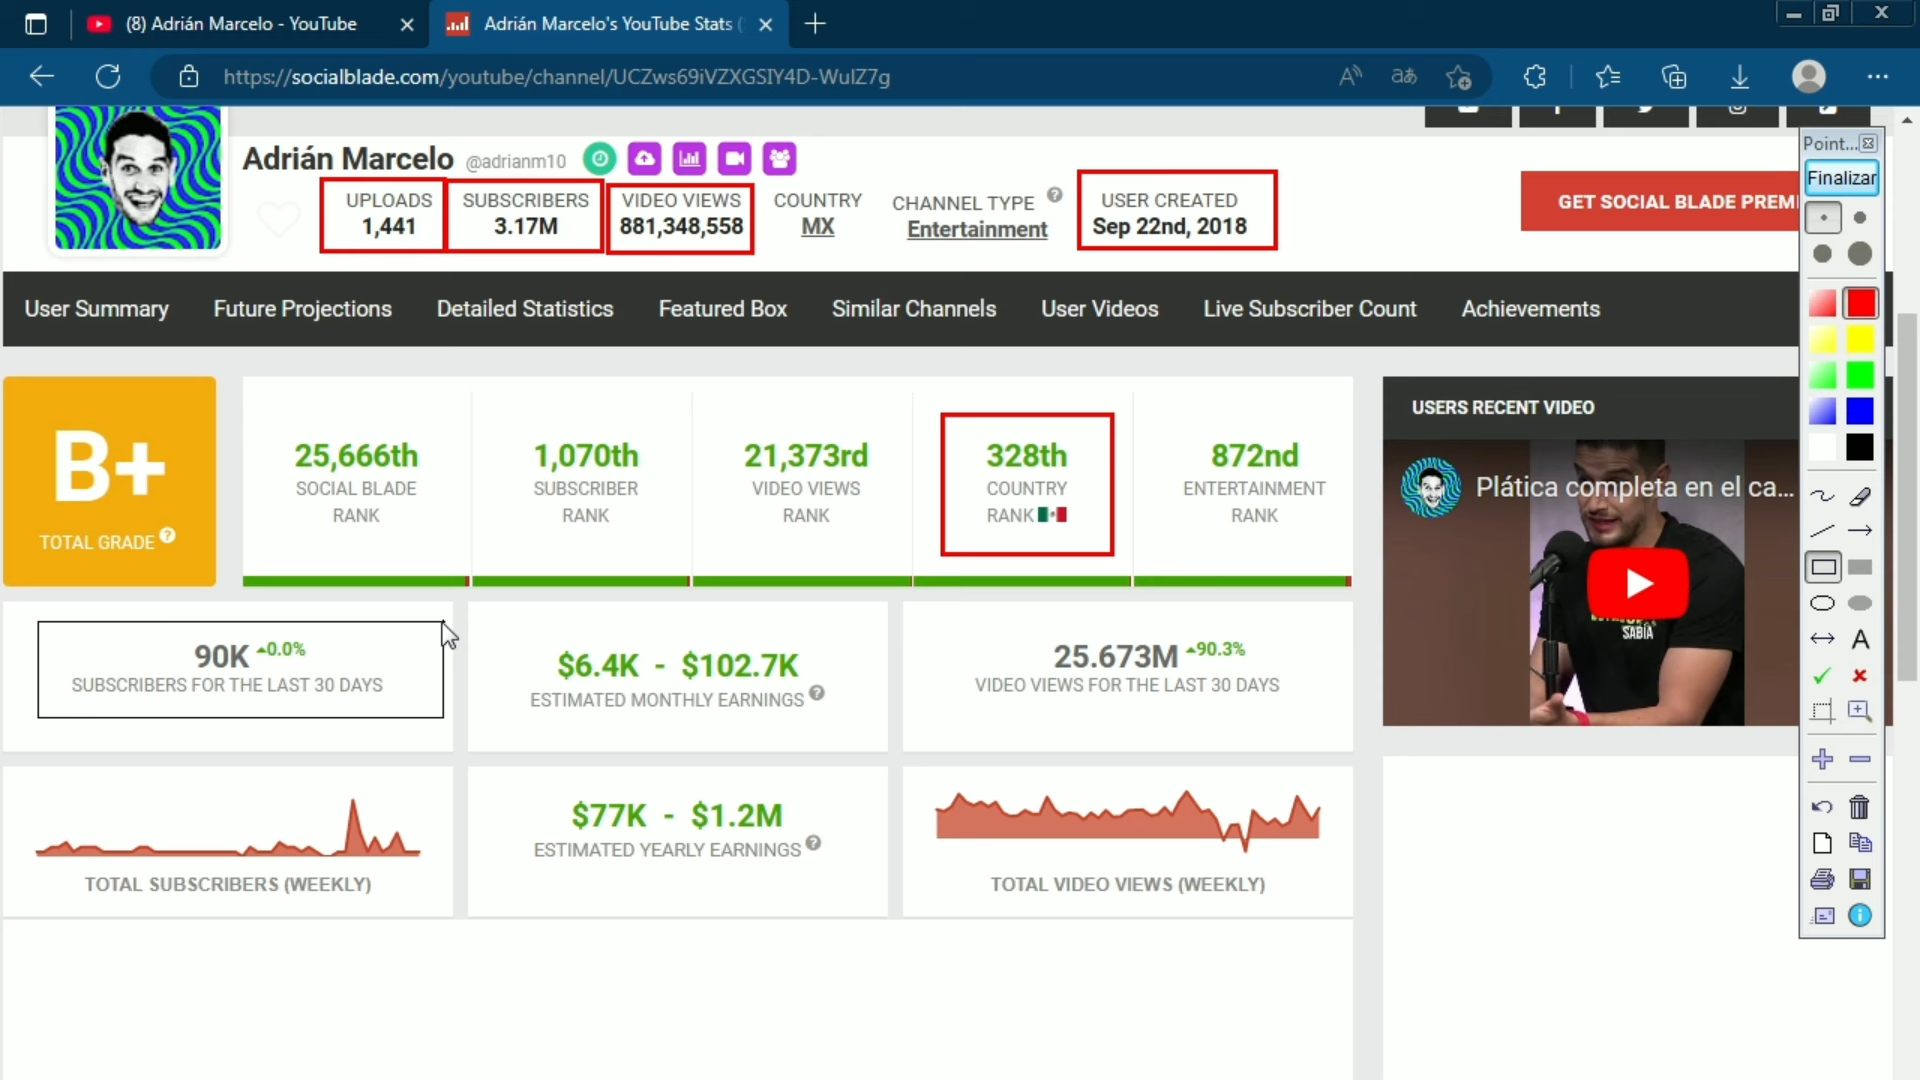 (8) Adrián Marcelo - YouTube
Adrián Marcelo's YouTube Stats (
https://socialblade.com/youtube/channel/UCZws69iVZXGSIY4D-WulZ7g
Adrián Marcelo @adrianm10
UPLOADS
1,441
SUBSCRIBERS
3.17M
VIDEO VIEWS
881,348,558
COUNTRY
MX
CHANNEL TYPE
Entertainment
USER CREATED
Sep 22nd, 2018
GET SOCIAL BLADE PREMI
Point...
Finalizar
User Summary
Future Projections
Detailed Statistics
Featured Box
Similar Channels
User Videos
Live Subscriber Count
Achievements
B+
TOTAL GRADE
25,666th
SOCIAL BLADE
RANK
1,070th
SUBSCRIBER
RANK
21,373rd
VIDEO VIEWS
RANK
328th
COUNTRY
RANK
872nd
ENTERTAINMENT
RANK
USERS RECENT VIDEO
Plática completa en el ca...
SABÍA
90K 0.0%
SUBSCRIBERS FOR THE LAST 30 DAYS
$6.4K - $102.7K
ESTIMATED MONTHLY EARNINGS
25.673M 90.3%
VIDEO VIEWS FOR THE LAST 30 DAYS
TOTAL SUBSCRIBERS (WEEKLY)
$77K - $1.2M
ESTIMATED YEARLY EARNINGS
TOTAL VIDEO VIEWS (WEEKLY)